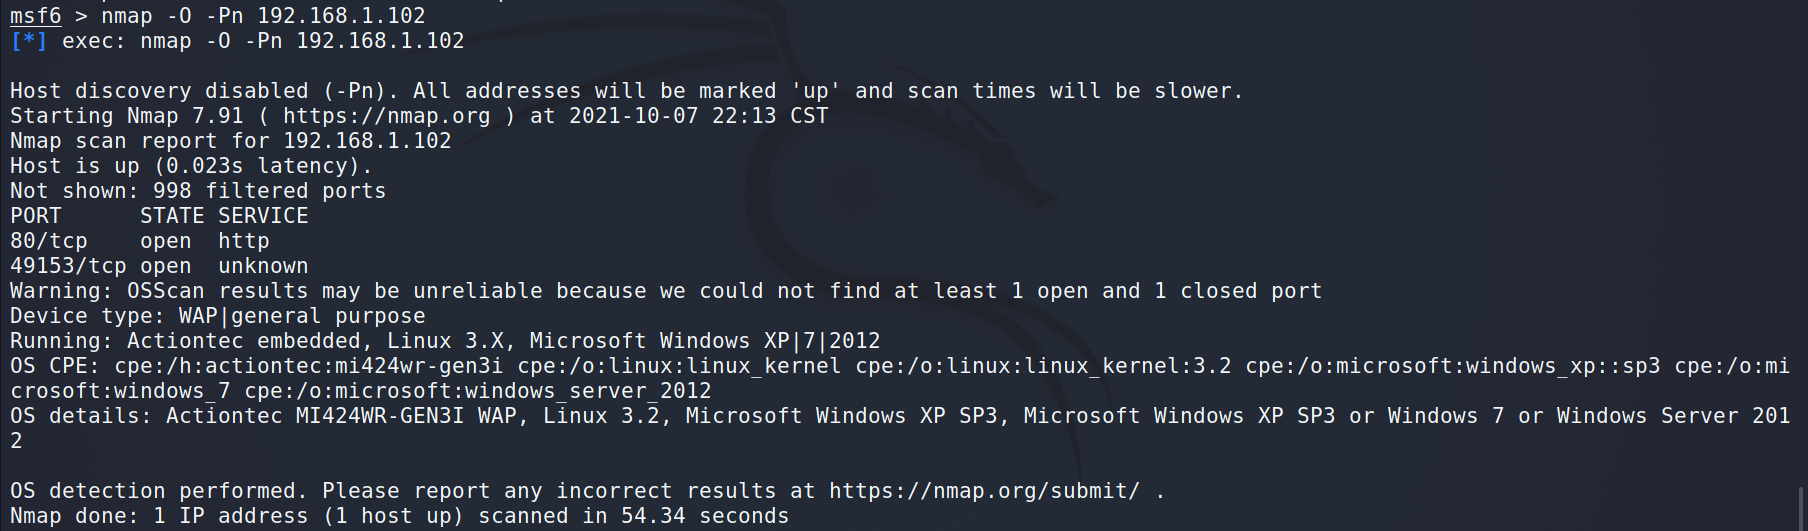 msf6 > nmap -O -Pn 192.168.1.102
[*] exec: nmap -O -Pn 192.168.1.102
Host discovery disabled (-Pn). All addresses will be marked 'up' and scan times will be slower.
Starting Nmap 7.91 ( https://nmap.org ) at 2021-10-07 22:13 CST
Nmap scan report for 192.168.1.102
Host is up (0.023s latency).
Not shown: 998 filtered ports
PORT      STATE SERVICE
80/tcp    open  http
49153/tcp open  unknown
Warning: OSScan results may be unreliable because we could not find at least 1 open and 1 closed port
Device type: WAP|general purpose
Running: Actiontec embedded, Linux 3.X, Microsoft Windows XP|7|2012
OS CPE: cpe:/h:actiontec:mi424wr-gen3i cpe:/o:linux:linux_kernel cpe:/o:linux:linux_kernel:3.2 cpe:/o:microsoft:windows_xp::sp3 cpe:/o:mi
crosoft:windows_7 cpe:/o:microsoft:windows_server_2012
OS details: Actiontec MI424WR-GEN3I WAP, Linux 3.2, Microsoft Windows XP SP3, Microsoft Windows XP SP3 or Windows 7 or Windows Server 201
2
OS detection performed. Please report any incorrect results at https://nmap.org/submit/ .
Nmap done: 1 IP address (1 host up) scanned in 54.34 seconds